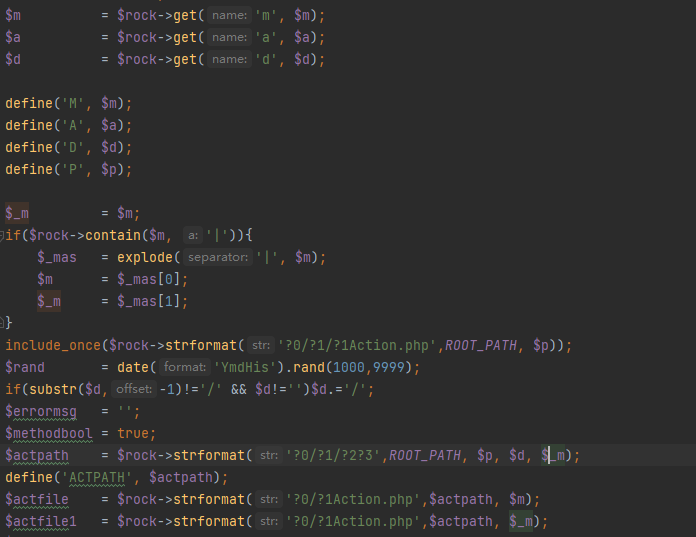 $m = $rock->get( name: 'm', $m);
$a = $rock->get( name: 'a', $a);
$d = $rock->get( name: 'd', $d);
define('M', $m);
define('A', $a);
define('D', $d);
define('P', $p);
$_m = $m;
if($rock->contain($m, a: '|')){
$_mas = explode( separator: '|', $m);
$m = $_mas[0];
$_m = $_mas[1];
}
include_once($rock->strformat( str: '?0/?1/?1Action.php',ROOT_PATH, $p));
$rand = date( format: 'YmdHis').rand(1000,9999);
if(substr($d, offset: -1)!='/' && $d!='')$d.='/';
$errormsg = '';
$methodbool = true;
$actpath = $rock->strformat( str: '?0/?1/?2?3',ROOT_PATH, $p, $d, $_m);
define('ACTPATH', $actpath);
$actfile = $rock->strformat( str: '?0/?1Action.php',$actpath, $m);
$actfile1 = $rock->strformat( str: '?0/?1Action.php',$actpath, $_m);